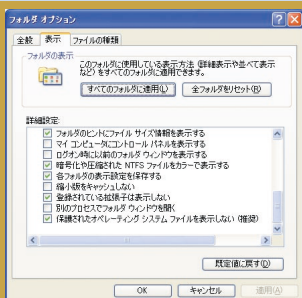 フォルダ オプション
全般 表示 ファイルの種類
フォルダの表示
このフォルダに使用している表示方法 (詳細表示や並べて表示
など) をすべてのフォルダに適用できます。
すべてのフォルダに適用(L) 全フォルダをリセット(R)
詳細設定:
フォルダのヒントにファイル サイズ情報を表示する
マイ コンピュータにコントロール パネルを表示する
ログオン時に以前のフォルダ ウィンドウを表示する
暗号化や圧縮された NTFS ファイルをカラーで表示する
各フォルダの表示設定を保存する
縮小版をキャッシュしない
登録されている拡張子は表示しない
別のプロセスでフォルダ ウィンドウを開く
保護されたオペレーティング システム ファイルを表示しない (推奨)
既定値に戻す(D)
OK キャンセル 適用(A)